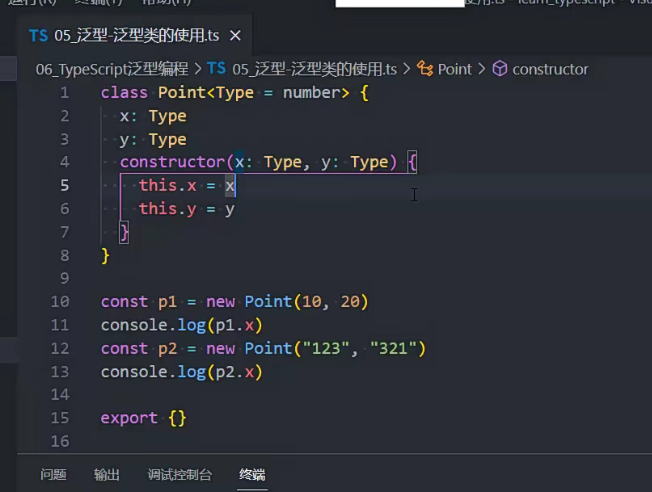 运行(R) 终端(T) 帮助(H)
使用.ts - learn_typescript - Visu
TS 05_泛型-泛型类的使用.ts ×
06_TypeScript泛型编程 > TS 05_泛型-泛型类的使用.ts > Point > constructor
1 class Point<Type = number> {
2 x: Type
3 y: Type
4 constructor(x: Type, y: Type) {
5 this.x = x
6 this.y = y
7 }
8 }
9
10 const p1 = new Point(10, 20)
11 console.log(p1.x)
12 const p2 = new Point("123", "321")
13 console.log(p2.x)
14
15 export {}
16
问题 输出 调试控制台 终端